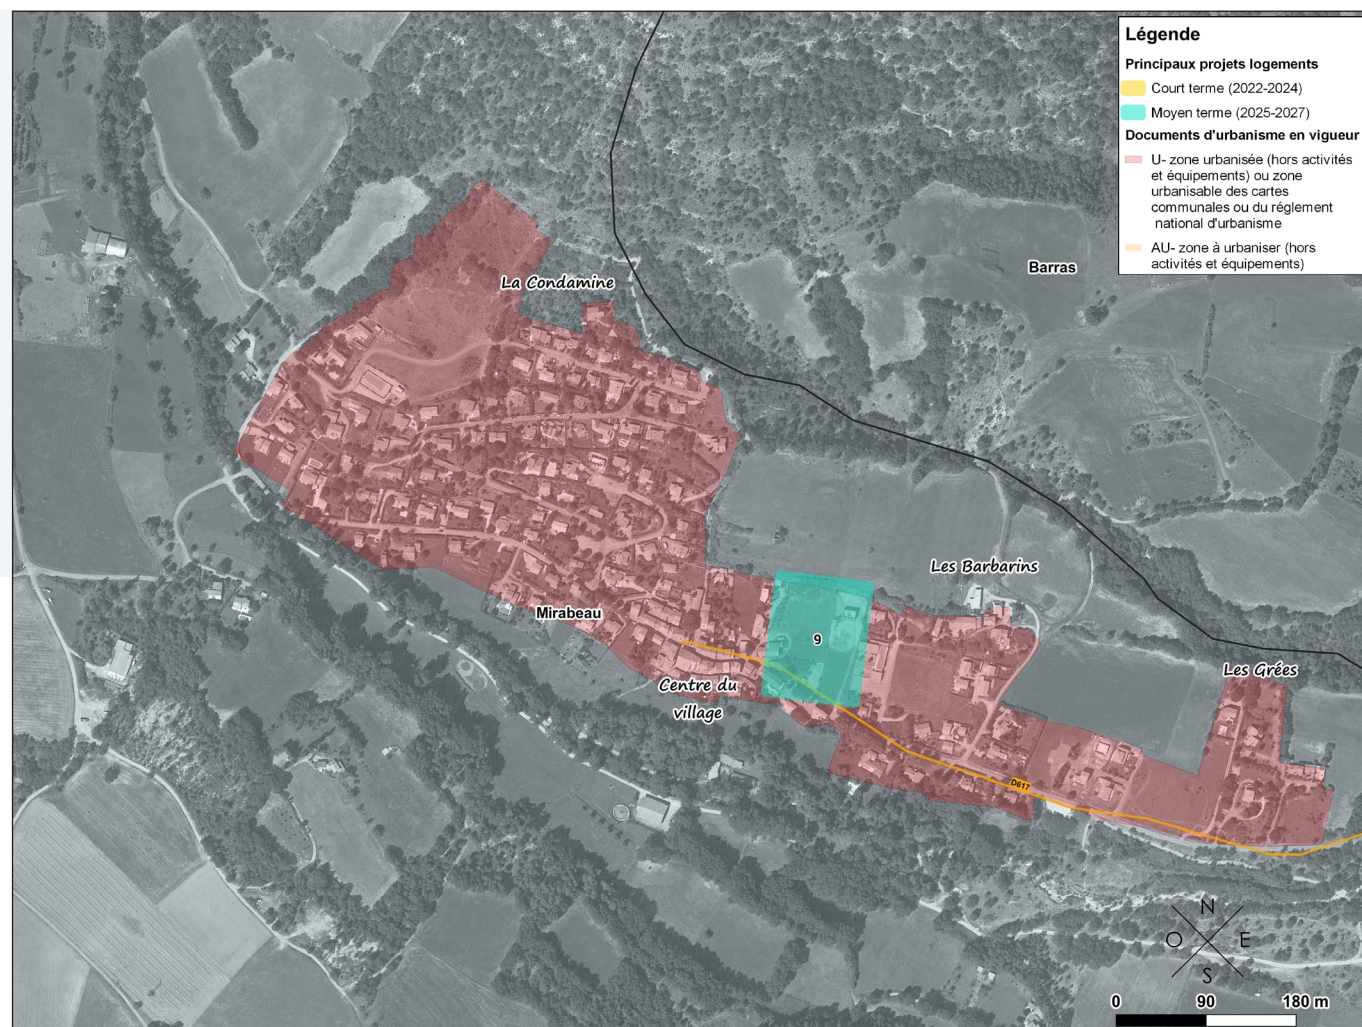 Légende
Principaux projets logements
Court terme (2022-2024)
Moyen terme (2025-2027)
Documents d'urbanisme en vigueur
U- zone urbanisée (hors activités
et équipements) ou zone
urbanisable des cartes
communales ou du réglement
national d'urbanisme
AU- zone à urbaniser (hors
activités et équipements)
Barras
La Condamine
Les Barbarins
Mirabeau
9
Les Grées
Centre du
village
D617
N
O E
S
0 90 180 m